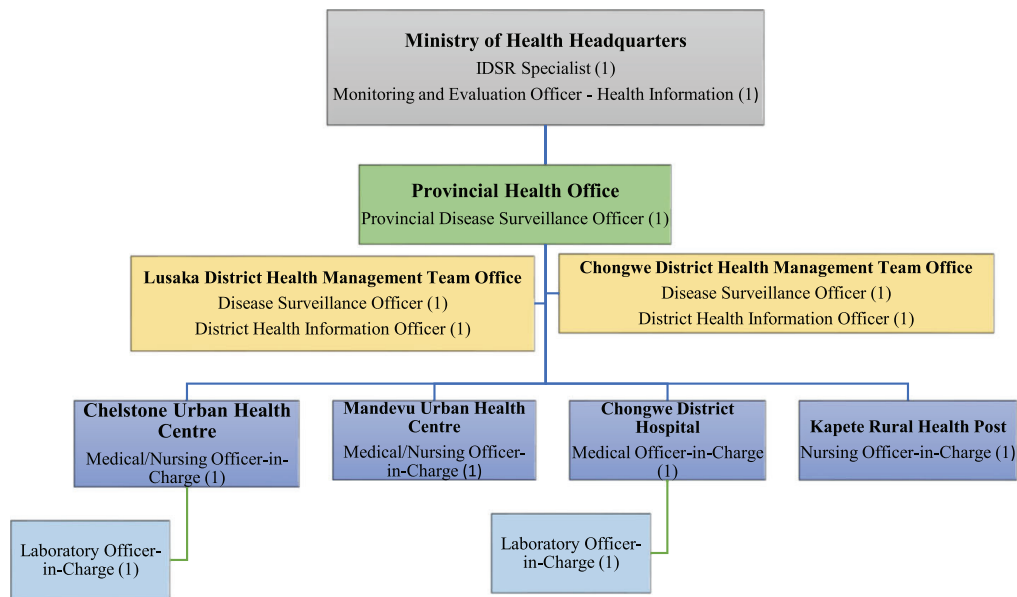 Ministry of Health Headquarters
IDSR Specialist (1)
Monitoring and Evaluation Officer - Health Information (1)
Provincial Health Office
Provincial Disease Surveillance Officer (1)
Lusaka District Health Management Team Office
Disease Surveillance Officer (1)
District Health Information Officer (1)
Chongwe District Health Management Team Office
Disease Surveillance Officer (1)
District Health Information Officer (1)
Chelstone Urban Health
Centre
Medical/Nursing Officer-in-
Charge (1)
Mandevu Urban Health
Centre
Medical/Nursing Officer-
in-Charge (1)
Chongwe District
Hospital
Medical Officer-in-Charge
(1)
Kapete Rural Health Post
Nursing Officer-in-Charge (1)
Laboratory Officer-
in-Charge (1)
Laboratory Officer-
in-Charge (1)